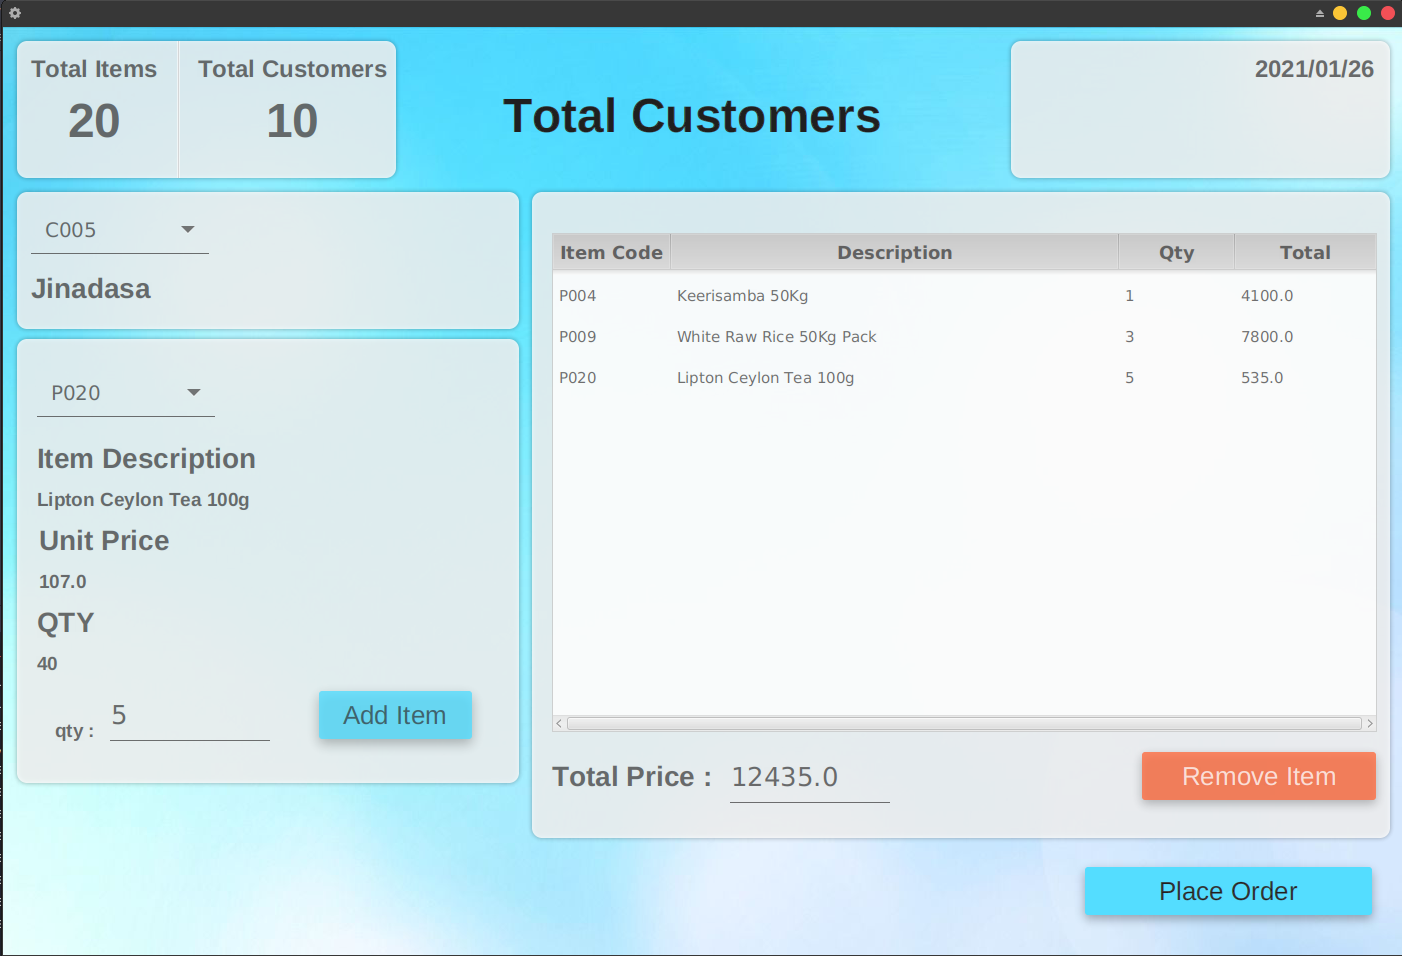 Total Items Total Customers
20 10
Total Customers
2021/01/26
C005
Jinadasa
P020
Item Description
Lipton Ceylon Tea 100g
Unit Price
107.0
QTY
40
qty : 5 Add Item
Item Code Description Qty Total
P004 Keerisamba 50Kg 1 4100.0
P009 White Raw Rice 50Kg Pack 3 7800.0
P020 Lipton Ceylon Tea 100g 5 535.0
Total Price : 12435.0 Remove Item
Place Order